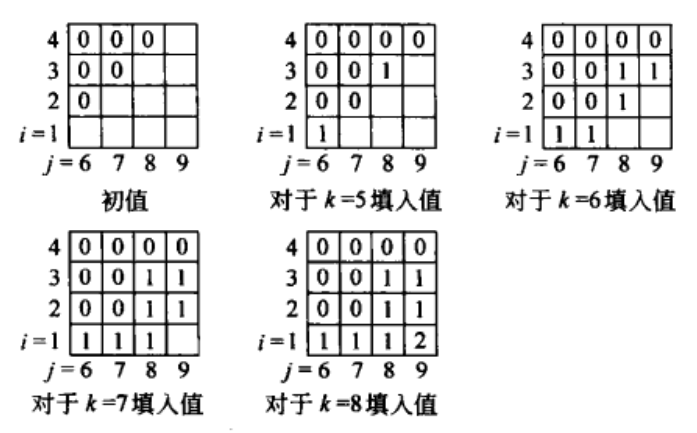 4 0 0 0
3 0 0
2 0
i=1
j=6 7 8 9
初值
4 0 0 0 0
3 0 0 1
2 0 0
i=1 1
j=6 7 8 9
对于 k=5填入值
4 0 0 0 0
3 0 0 1 1
2 0 0 1
i=1 1 1
j=6 7 8 9
对于 k=6填入值
4 0 0 0 0
3 0 0 1 1
2 0 0 1 1
i=1 1 1 1
j=6 7 8 9
对于 k=7填入值
4 0 0 0 0
3 0 0 1 1
2 0 0 1 1
i=1 1 1 1 2
j=6 7 8 9
对于 k=8填入值